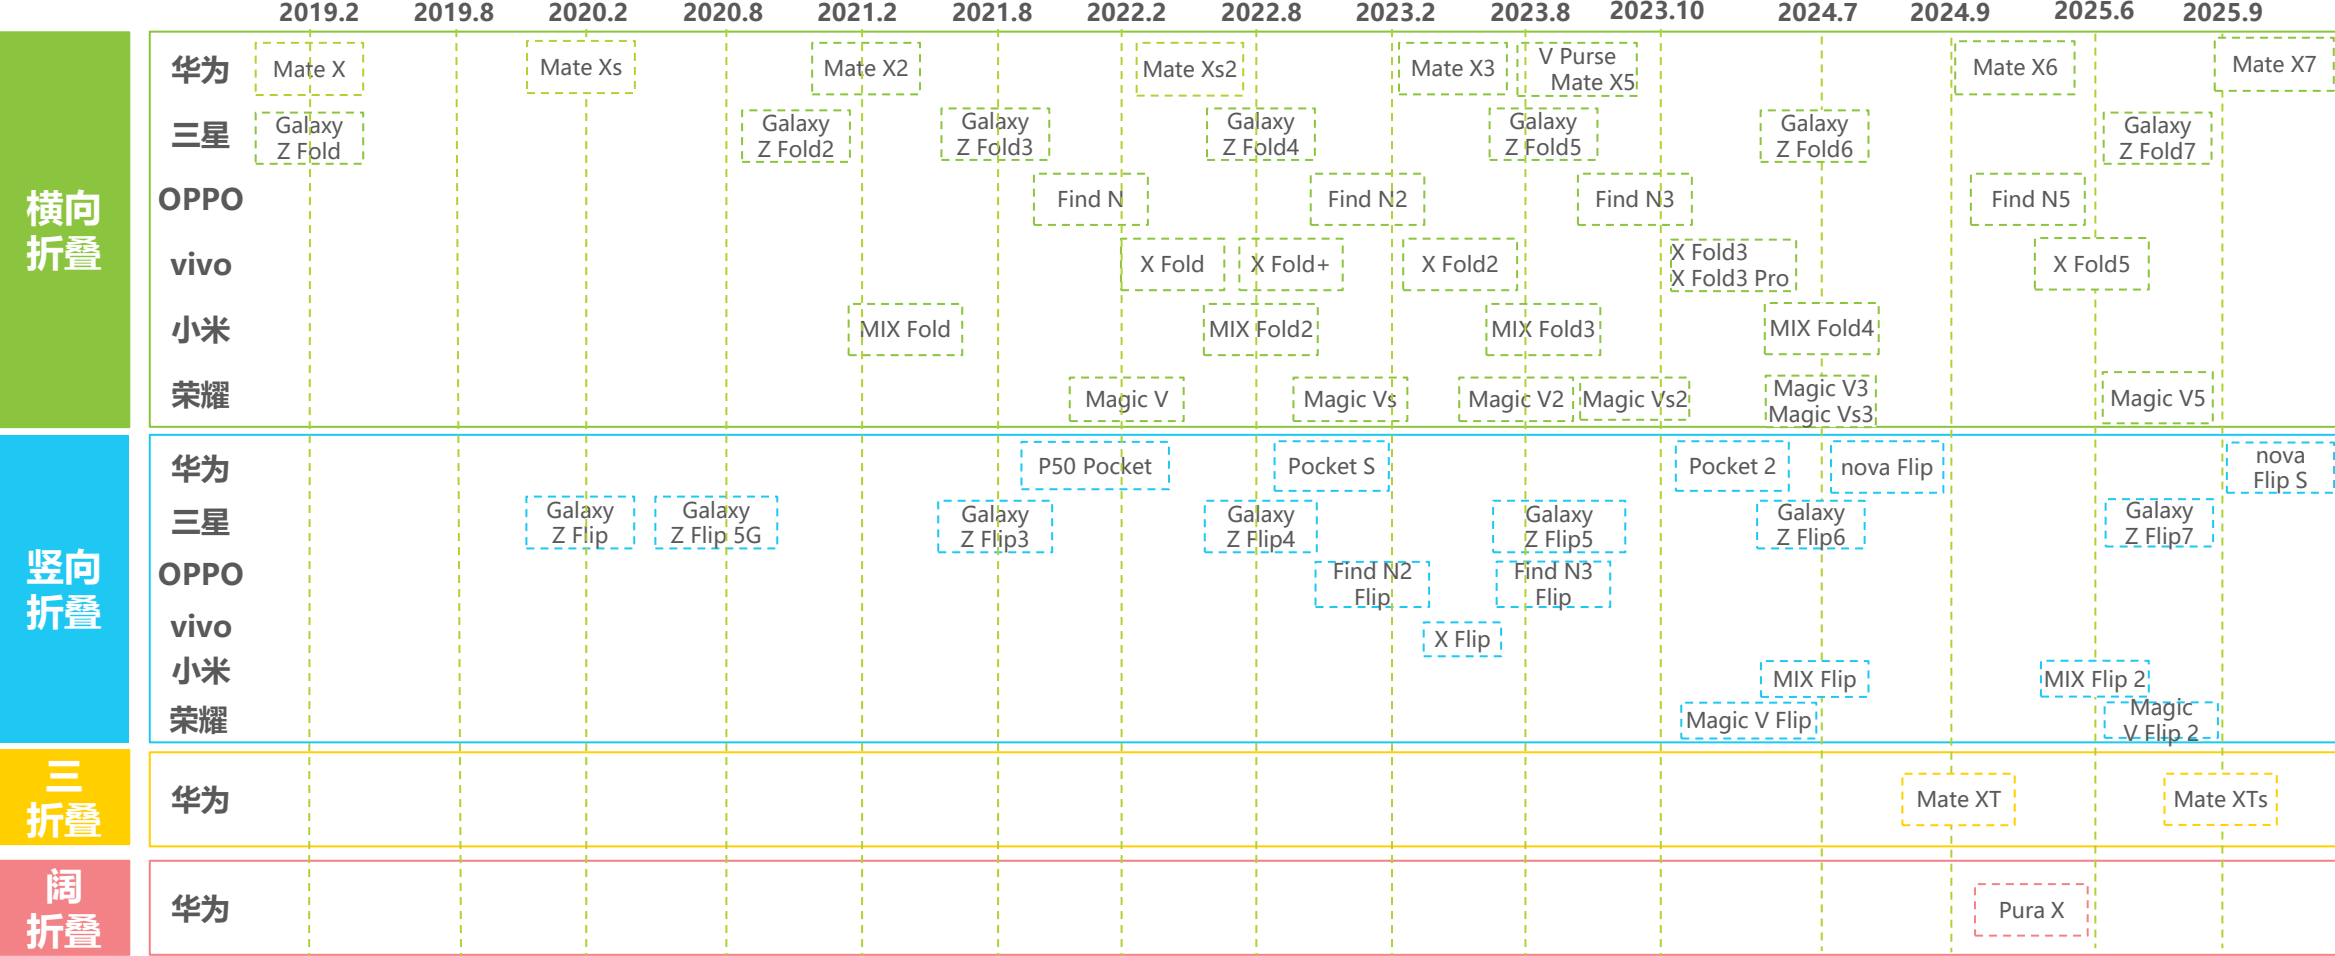 2019.2 2019.8 2020.2 2020.8 2021.2 2021.8 2022.2 2022.8 2023.2 2023.8 2023.10 2024.7 2024.9 2025.6 2025.9
横向
折叠
华为
Mate X
Mate Xs
Mate X2
Mate Xs2
Mate X3
V Purse
Mate X5
Mate X6
Mate X7
三星
Galaxy
Z Fold
Galaxy
Z Fold2
Galaxy
Z Fold3
Galaxy
Z Fold4
Galaxy
Z Fold5
Galaxy
Z Fold6
Galaxy
Z Fold7
OPPO
Find N
Find N2
Find N3
Find N5
vivo
X Fold
X Fold+
X Fold2
X Fold3
X Fold3 Pro
X Fold5
小米
MIX Fold
MIX Fold2
MIX Fold3
MIX Fold4
荣耀
Magic V
Magic Vs
Magic V2
Magic Vs2
Magic V3
Magic Vs3
Magic V5
竖向
折叠
华为
P50 Pocket
Pocket S
Pocket 2
nova Flip
nova
Flip S
三星
Galaxy
Z Flip
Galaxy
Z Flip 5G
Galaxy
Z Flip3
Galaxy
Z Flip4
Galaxy
Z Flip5
Galaxy
Z Flip6
Galaxy
Z Flip7
OPPO
Find N2
Flip
Find N3
Flip
vivo
X Flip
小米
MIX Flip
MIX Flip 2
荣耀
Magic V Flip
Magic
V Flip 2
三
折叠
华为
Mate XT
Mate XTs
阔
折叠
华为
Pura X